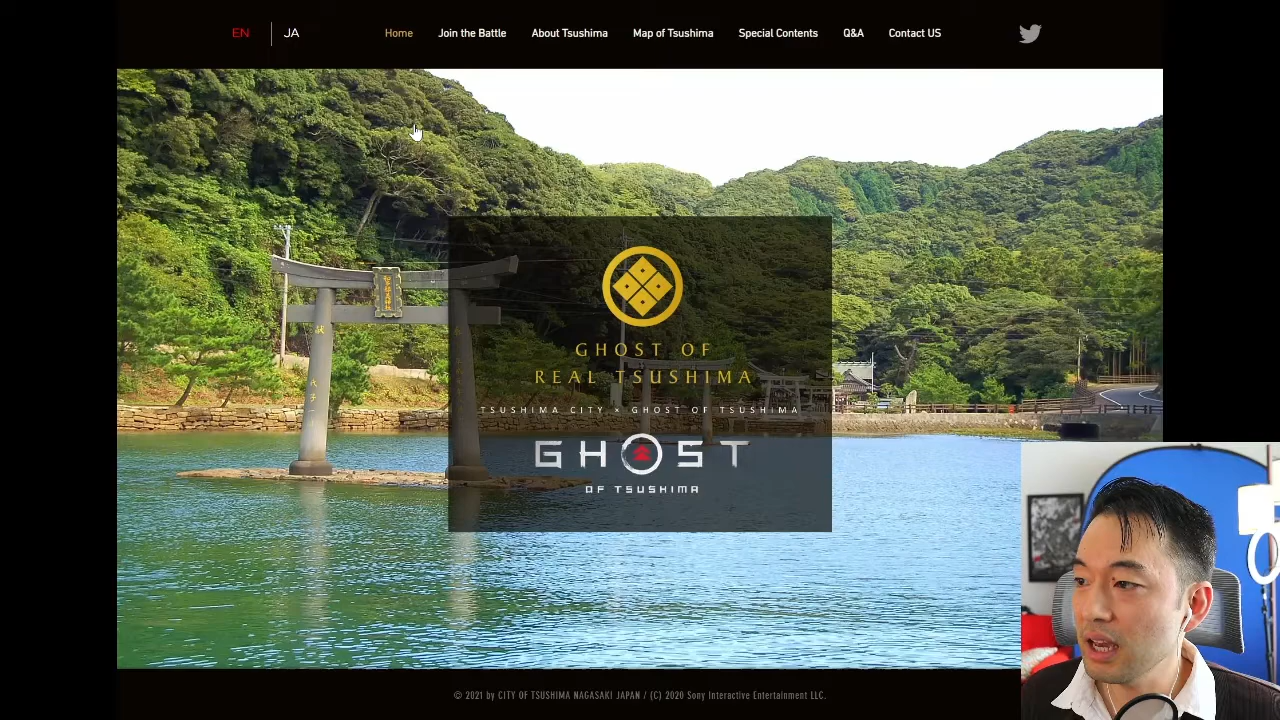 EN
JA
Home
Join the Battle
About Tsushima
Map of Tsushima
Special Contents
Q&A
Contact US
GHOST OF
REAL TSUSHIMA
TSUSHIMA CITY × GHOST OF TSUSHIMA
GHOST
OF TSUSHIMA
© 2021 by CITY OF TSUSHIMA NAGASAKI JAPAN / (C) 2020 Sony Interactive Entertainment LLC.